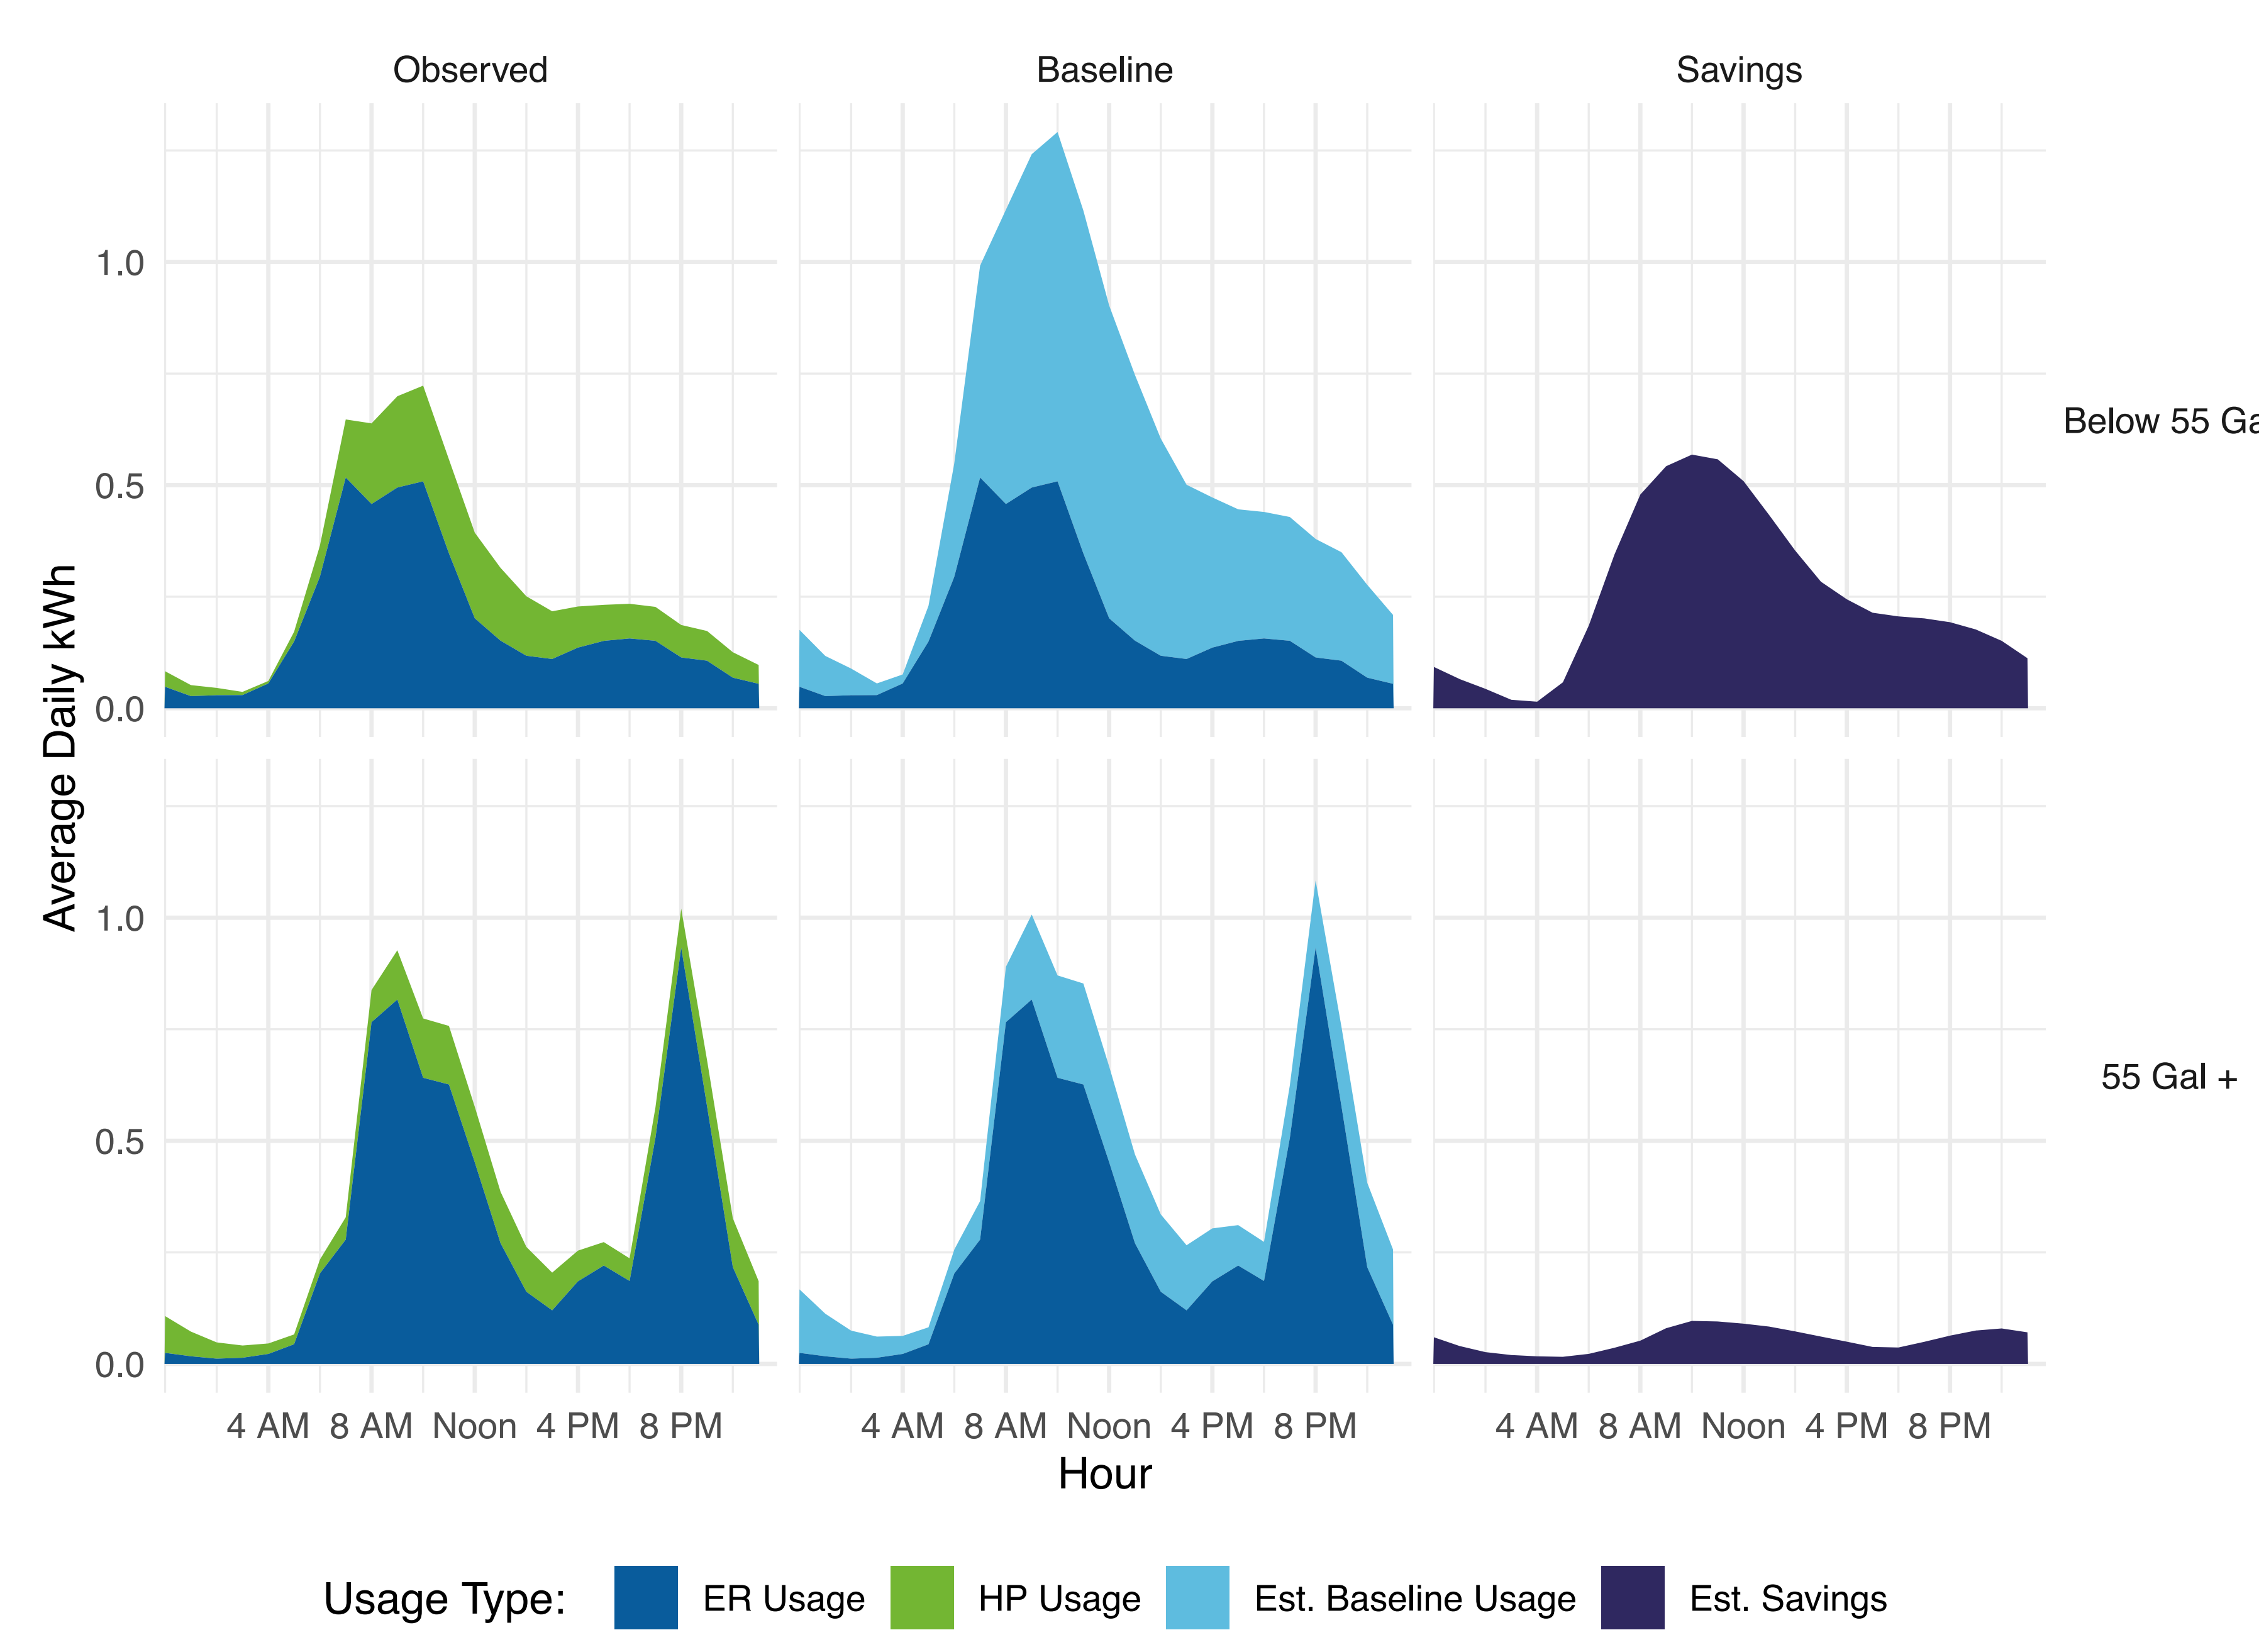 Observed
Baseline
Savings
1.0
0.5
0.0
Below 55 Ga
1.0
0.5
0.0
55 Gal +
Average Daily kWh
4 AM 8 AM Noon 4 PM 8 PM
4 AM 8 AM Noon 4 PM 8 PM
4 AM 8 AM Noon 4 PM 8 PM
Hour
Usage Type: ER Usage HP Usage Est. Baseline Usage Est. Savings